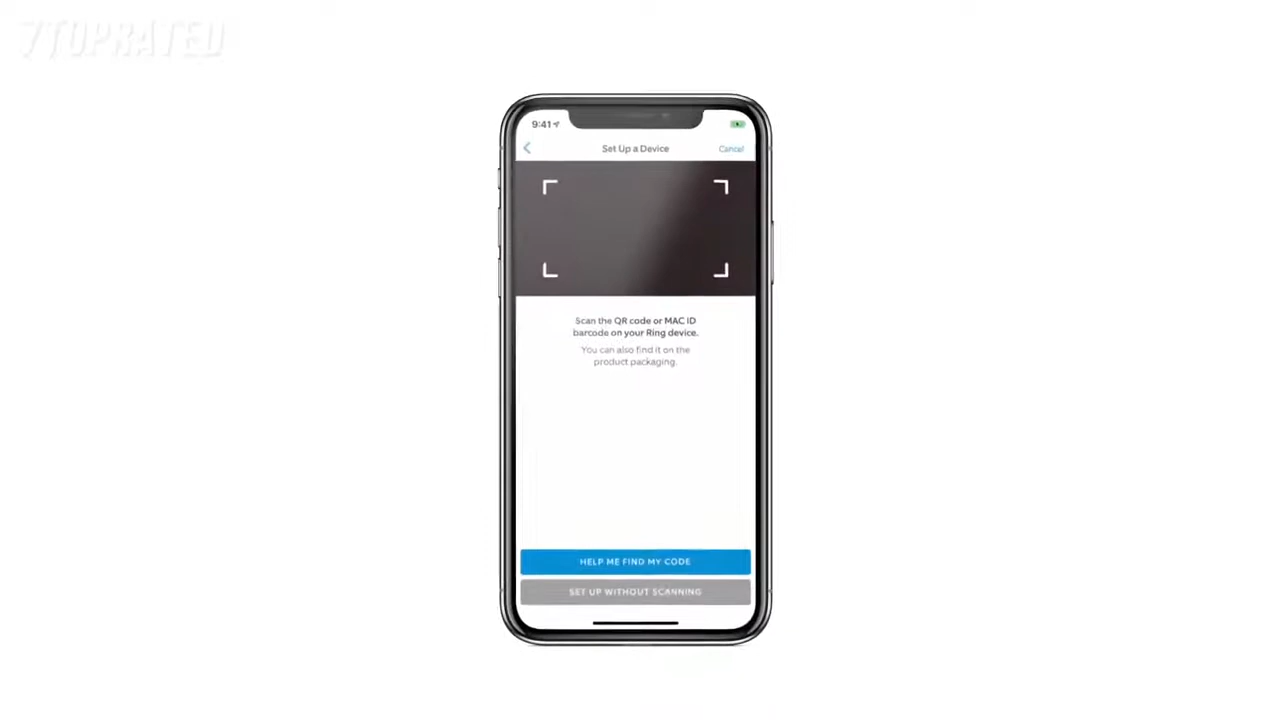 7TOPRATED
9:41
Set Up a Device
Cancel
Scan the QR code or MAC ID
barcode on your Ring device.
You can also find it on the
product packaging.
HELP ME FIND MY CODE
SET UP WITHOUT SCANNING